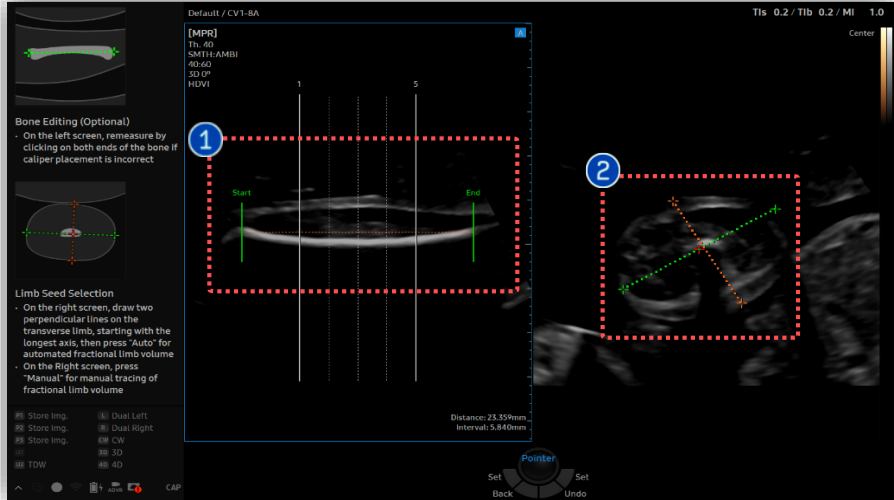 Default / CV1-8A
TIs 0.2 / TIb 0.2 / MI 1.0
[MPR]
Th. 40
SMTH:AMBI
40:60
3D 0º
HDVI
A
Center
1
5
1
2
Start
End
Bone Editing (Optional)
- On the left screen, remeasure by
clicking on both ends of the bone if
caliper placement is incorrect
Limb Seed Selection
- On the right screen, draw two
perpendicular lines on the
transverse limb, starting with the
longest axis, then press "Auto" for
automated fractional limb volume
- On the Right screen, press
"Manual" for manual tracing of
fractional limb volume
Distance: 23.359mm
Interval: 5.840mm
P1 Store Img. L Dual Left
P2 Store Img. R Dual Right
P3 Store Img. CW CW
3D 3D
U2 TDW 4D 4D
CAP
Pointer
Set Set
Back Undo